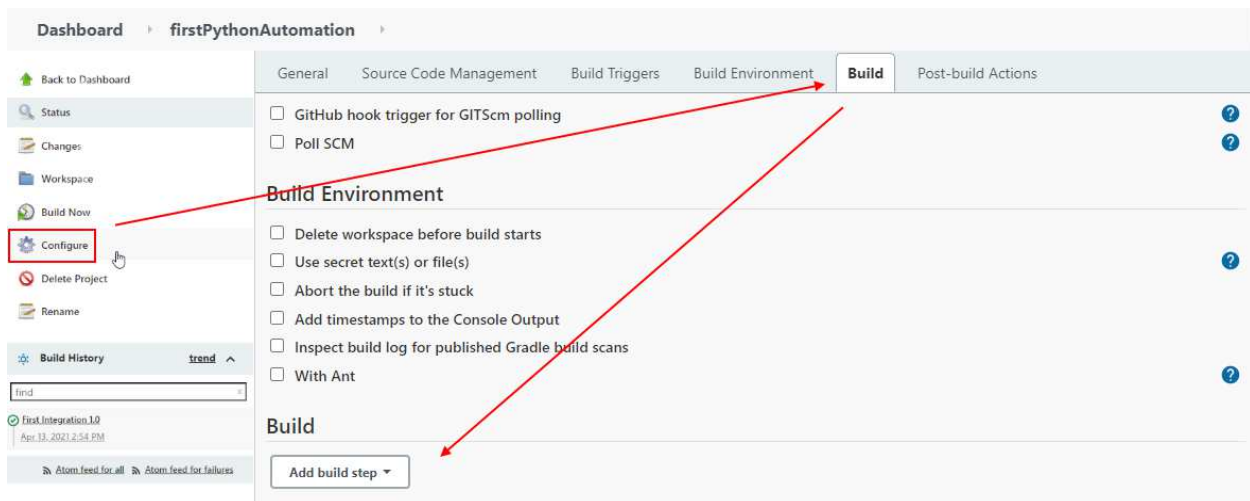 Dashboard firstPythonAutomation
Back to Dashboard
Status
Changes
Workspace
Build Now
Configure
Delete Project
Rename
Build History trend
find x
First Integration 1.0
Apr 13, 2021 2:54 PM
Atom feed for all Atom feed for failures
General Source Code Management Build Triggers Build Environment Build Post-build Actions
GitHub hook trigger for GITScm polling ?
Poll SCM ?
Build Environment
Delete workspace before build starts
Use secret text(s) or file(s) ?
Abort the build if it's stuck
Add timestamps to the Console Output
Inspect build log for published Gradle build scans
With Ant ?
Build
Add build step